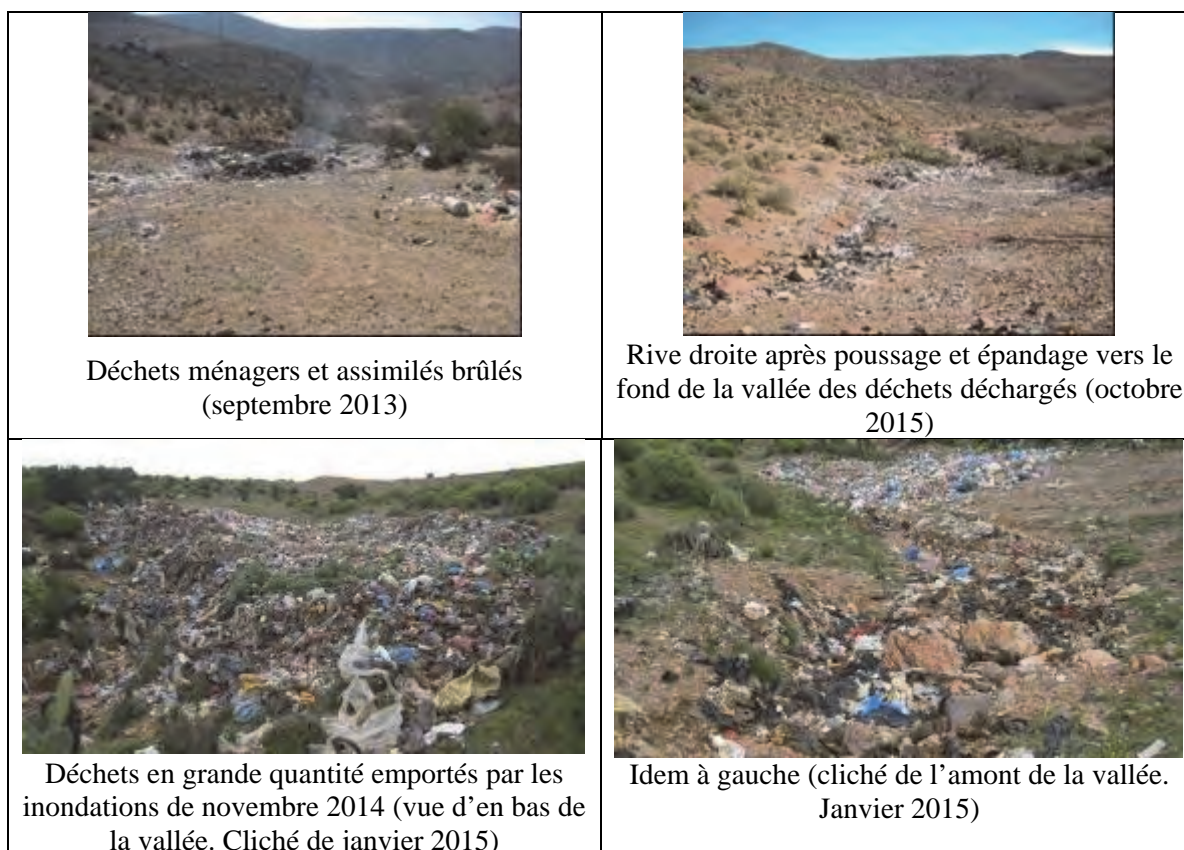 Déchets ménagers et assimilés brûlés
(septembre 2013)
Rive droite après poussage et épandage vers le
fond de la vallée des déchets déchargés (octobre
2015)
Déchets en grande quantité emportés par les
inondations de novembre 2014 (vue d'en bas de
la vallée. Cliché de janvier 2015)
Idem à gauche (cliché de l'amont de la vallée.
Janvier 2015)